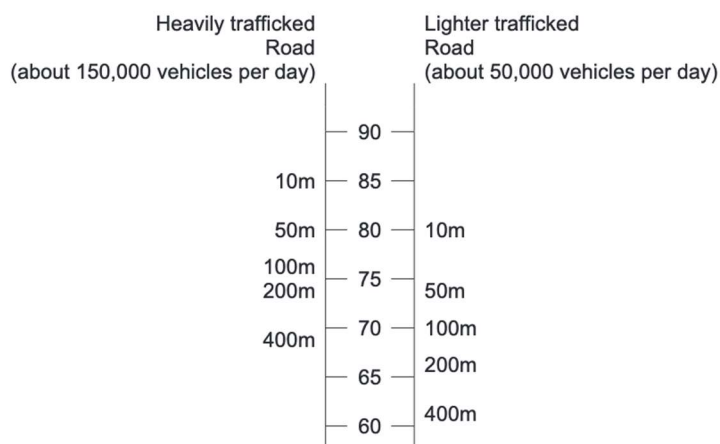 Heavily trafficked
Road
(about 150,000 vehicles per day)
Lighter trafficked
Road
(about 50,000 vehicles per day)
90
10m 85
50m 80 10m
100m
75
200m 50m
70 100m
400m
200m
65
400m
60